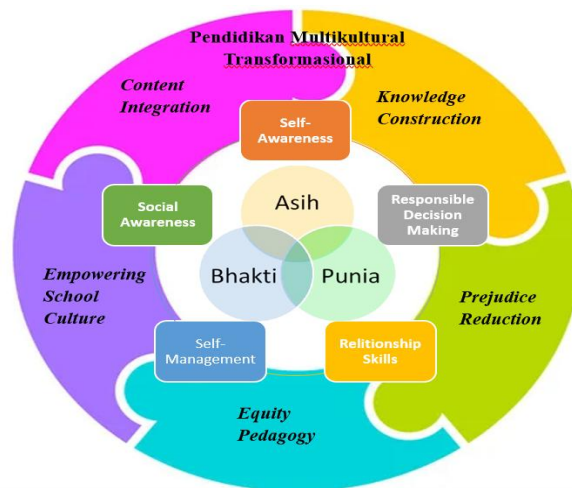 Pendidikan Multikultural
Transformasional
Content
Integration
Knowledge
Construction
Self-
Awareness
Social
Awareness
Asih
Responsible
Decision
Making
Bhakti
Punia
Empowering
School
Culture
Prejudice
Reduction
Self-
Management
Relitionship
Skills
Equity
Pedagogy